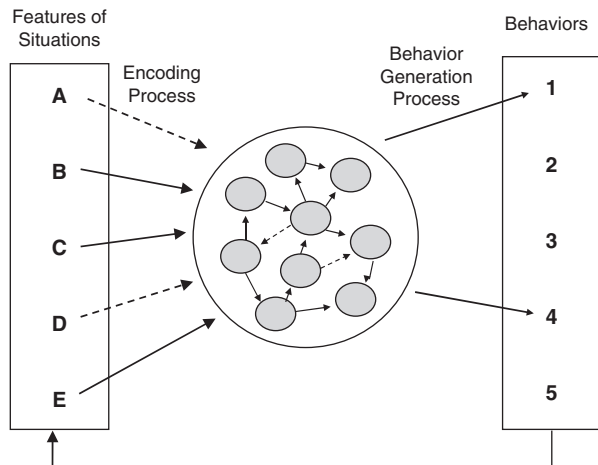 Features of
Situations
A
B
C
D
E
Encoding
Process
Behavior
Generation
Process
Behaviors
1
2
3
4
5